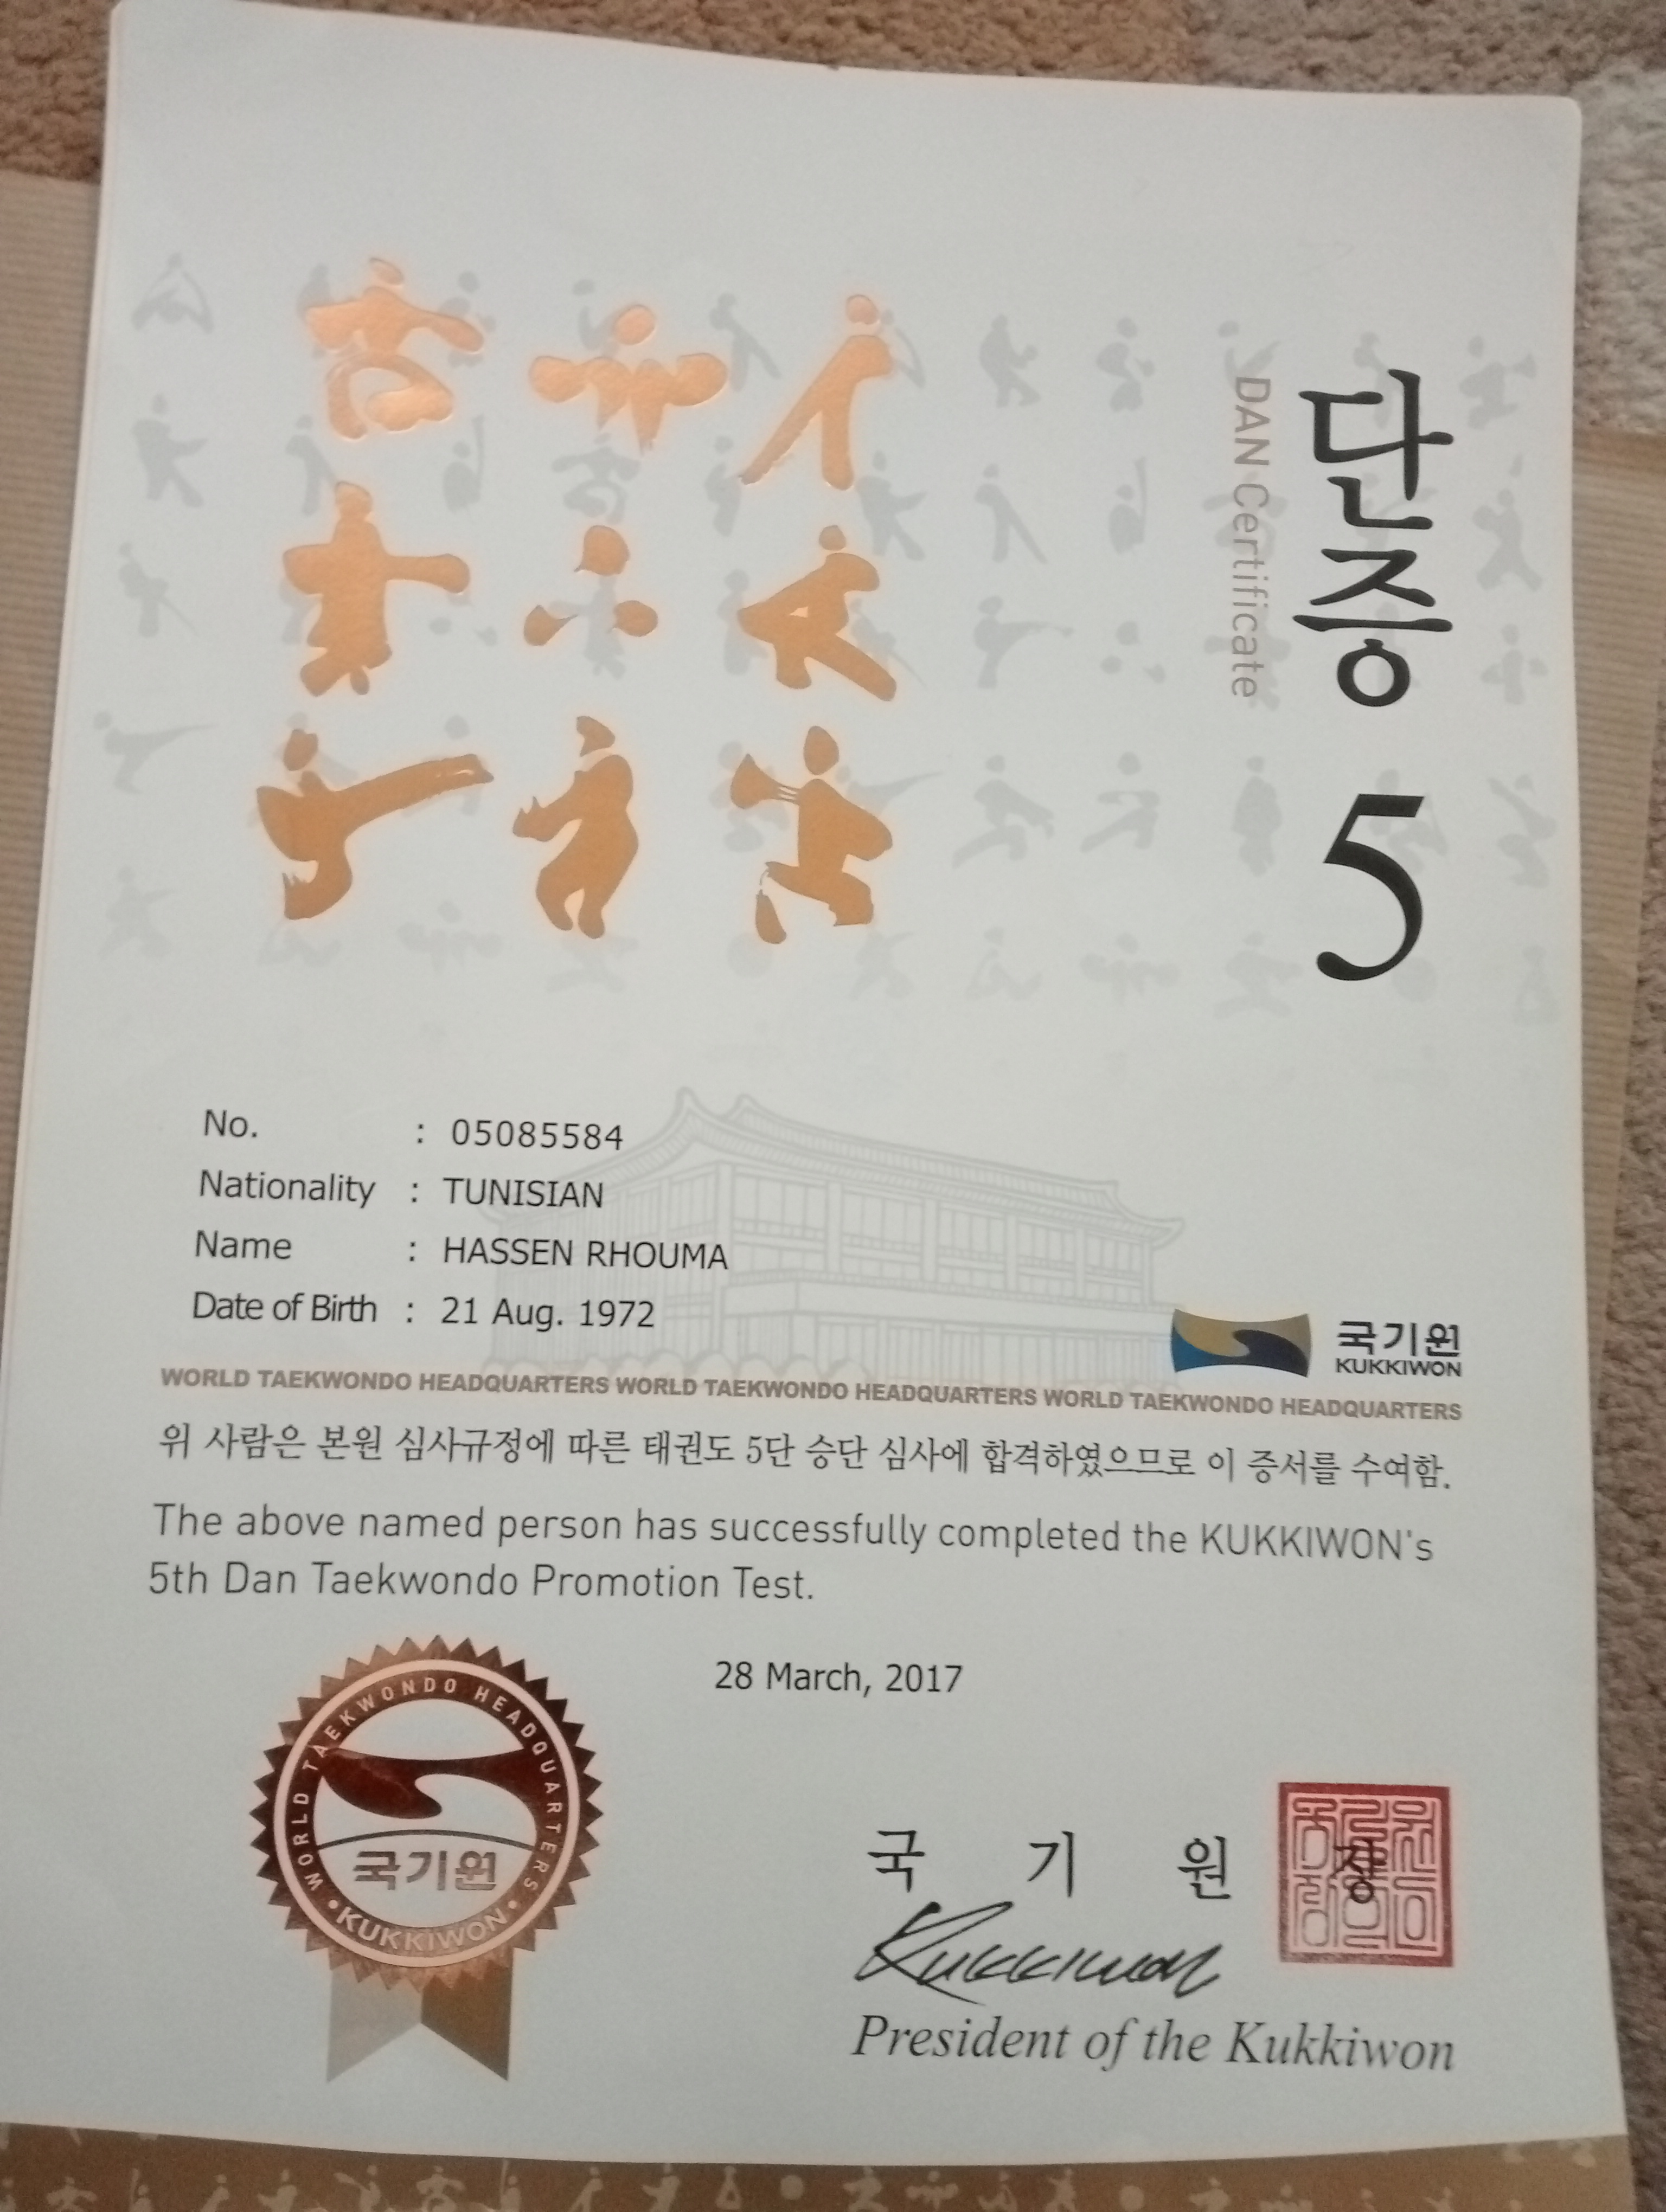 단증 5
DAN Certificate
No. : 05085584
Nationality : TUNISIAN
Name : HASSEN RHOUMA
Date of Birth : 21 Aug. 1972
국기원
KUKKIWON
WORLD TAEKWONDO HEADQUARTERS WORLD TAEKWONDO HEADQUARTERS WORLD TAEKWONDO HEADQUARTERS
위 사람은 본원 심사규정에 따른 태권도 5단 승단 심사에 합격하였으므로 이 증서를 수여함.
The above named person has successfully completed the KUKKIWON's
5th Dan Taekwondo Promotion Test.
28 March, 2017
WORLD TAEKWONDO HEADQUARTERS
국기원
KUKKIWON
국 기 원 장
Kukkiwon
President of the Kukkiwon